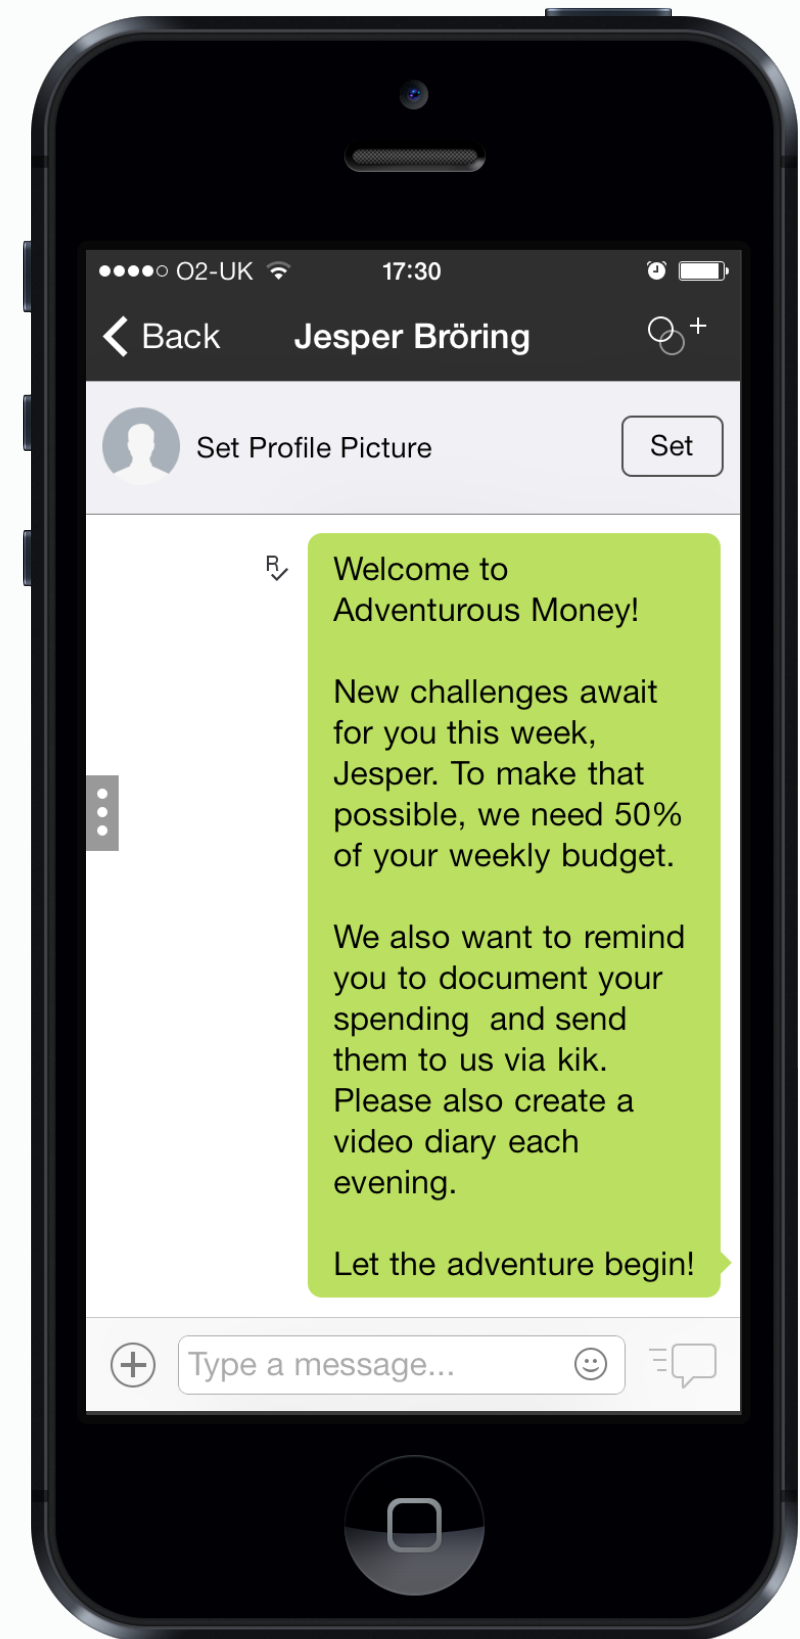 O2-UK 17:30
Back Jesper Bröring
Set Profile Picture Set
R
Welcome to
Adventurous Money!
New challenges await
for you this week,
Jesper. To make that
possible, we need 50%
of your weekly budget.
We also want to remind
you to document your
spending  and send
them to us via kik.
Please also create a
video diary each
evening.
Let the adventure begin!
Type a message...